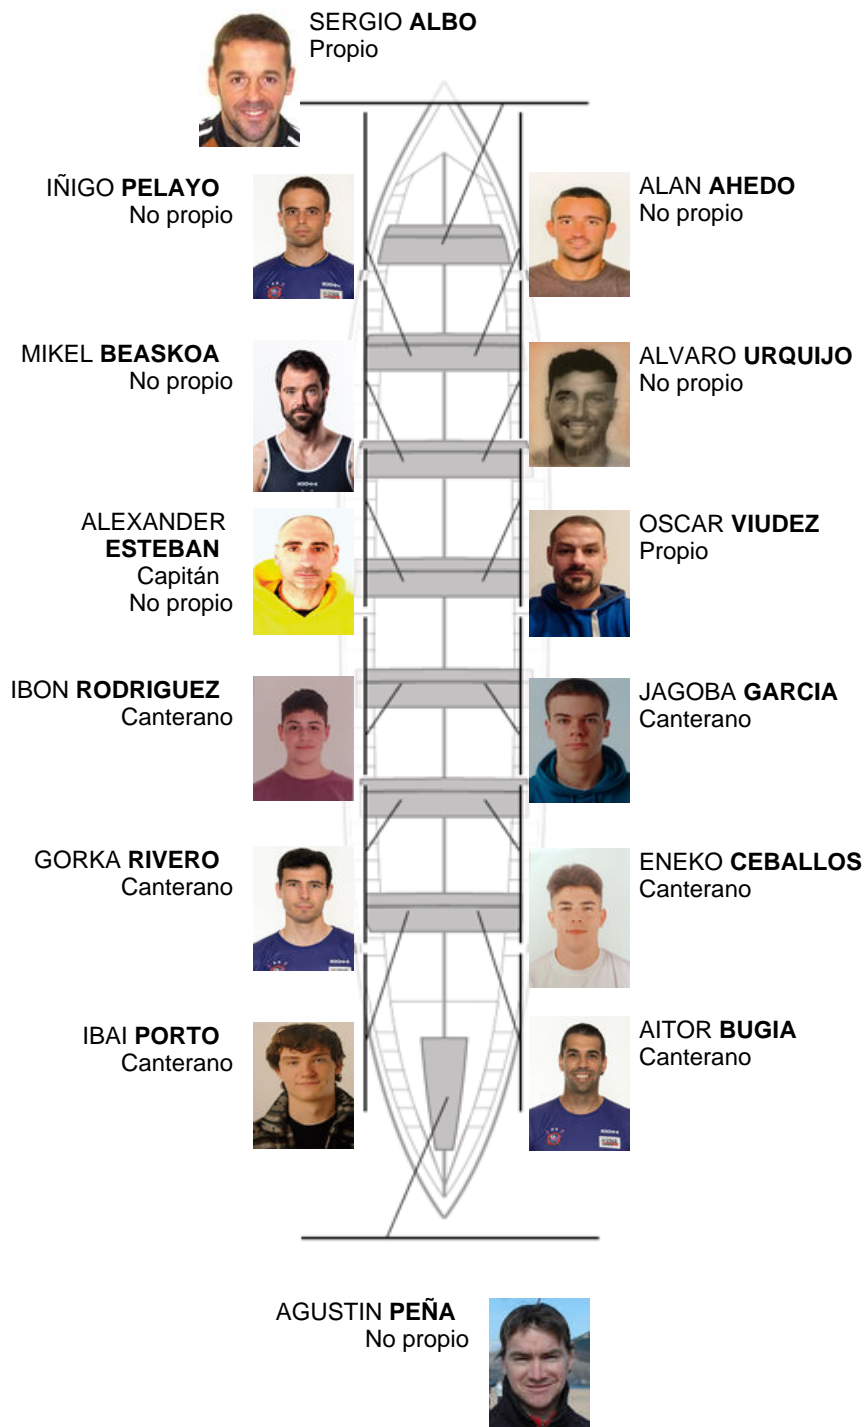 SERGIO ALBO
Propio
IÑIGO PELAYO
No propio
ALAN AHEDO
No propio
MIKEL BEASKOA
No propio
ALVARO URQUIJO
No propio
ALEXANDER
ESTEBAN
Capitán
No propio
OSCAR VIUDEZ
Propio
IBON RODRIGUEZ
Canterano
JAGOBA GARCIA
Canterano
GORKA RIVERO
Canterano
ENEKO CEBALLOS
Canterano
IBAI PORTO
Canterano
AITOR BUGIA
Canterano
AGUSTIN PEÑA
No propio